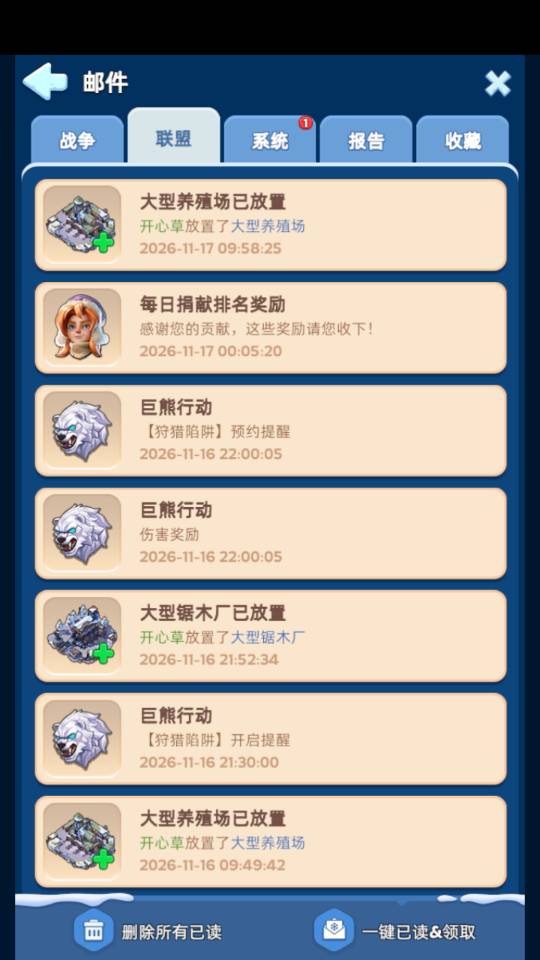 邮件
战争
联盟
系统
1
报告
收藏
大型养殖场已放置
开心草放置了大型养殖场
2026-11-17 09:58:25
每日捐献排名奖励
感谢您的贡献，这些奖励请您收下！
2026-11-17 00:05:20
巨熊行动
【狩猎陷阱】预约提醒
2026-11-16 22:00:05
巨熊行动
伤害奖励
2026-11-16 22:00:05
大型锯木厂已放置
开心草放置了大型锯木厂
2026-11-16 21:52:34
巨熊行动
【狩猎陷阱】开启提醒
2026-11-16 21:30:00
大型养殖场已放置
开心草放置了大型养殖场
2026-11-16 09:49:42
删除所有已读
一键已读&领取